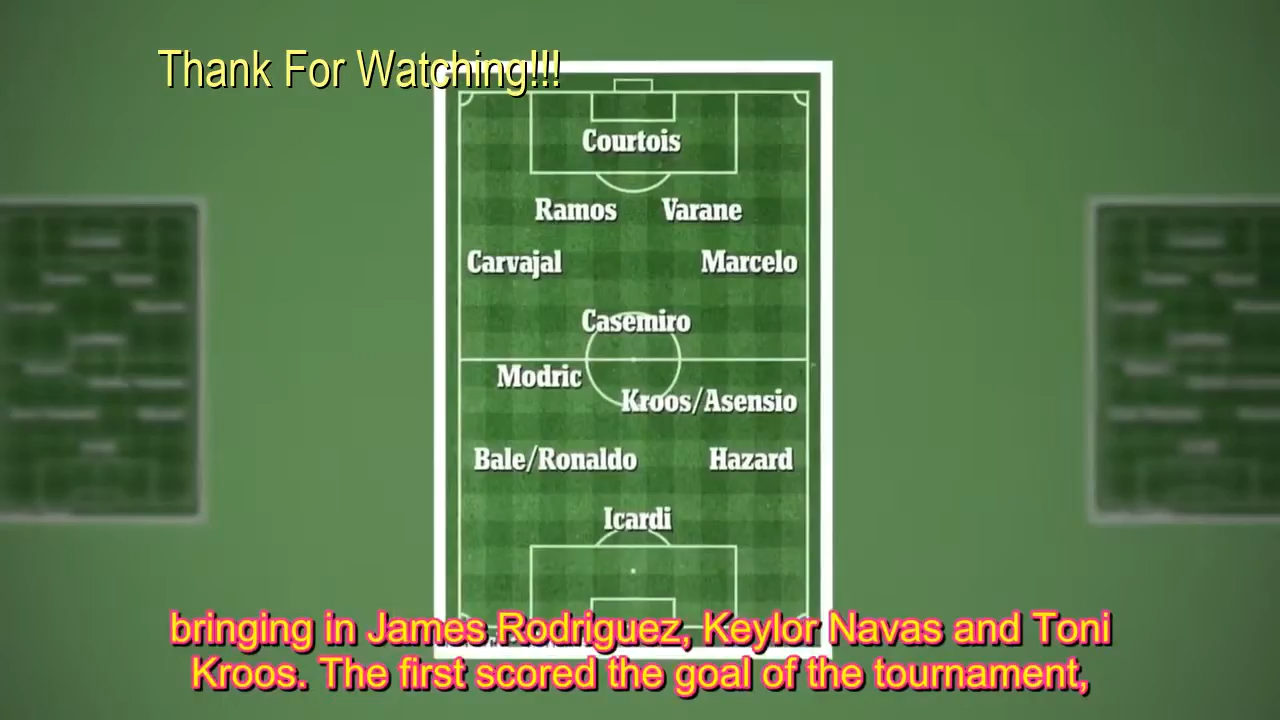 Thank For Watching!!!
Courtois
Ramos Varane
Carvajal Marcelo
Casemiro
Modric
Kroos/Asensio
Bale/Ronaldo Hazard
Icardi
bringing in James Rodriguez, Keylor Navas and Toni
Kroos. The first scored the goal of the tournament,